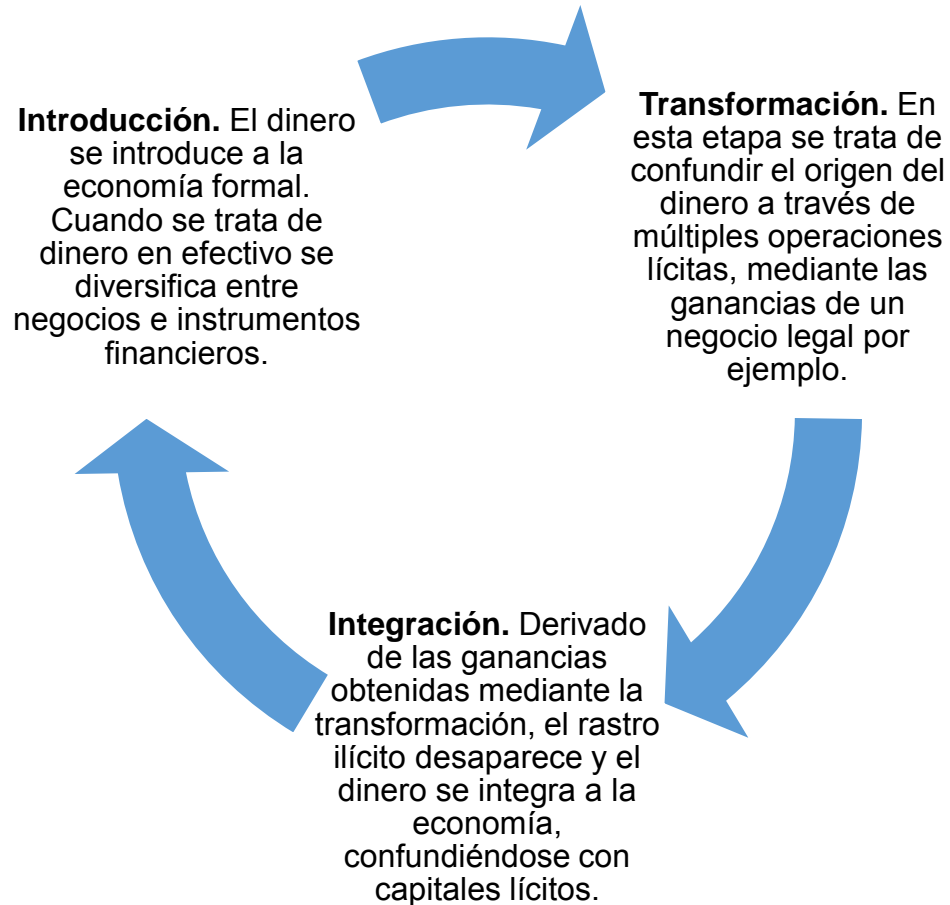 Introducción. El dinero
se introduce a la
economía formal.
Cuando se trata de
dinero en efectivo se
diversifica entre
negocios e instrumentos
financieros.
Transformación. En
esta etapa se trata de
confundir el origen del
dinero a través de
múltiples operaciones
lícitas, mediante las
ganancias de un
negocio legal por
ejemplo.
Integración. Derivado
de las ganancias
obtenidas mediante la
transformación, el rastro
ilícito desaparece y el
dinero se integra a la
economía,
confundiéndose con
capitales lícitos.